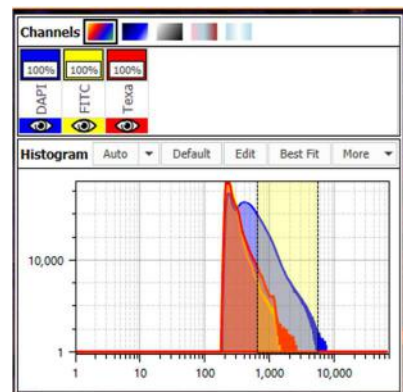 Channels
100% 100% 100%
DAPI FITC Texa
Histogram Auto Default Edit Best Fit More
10,000
1
1 10 100 1,000 10,000